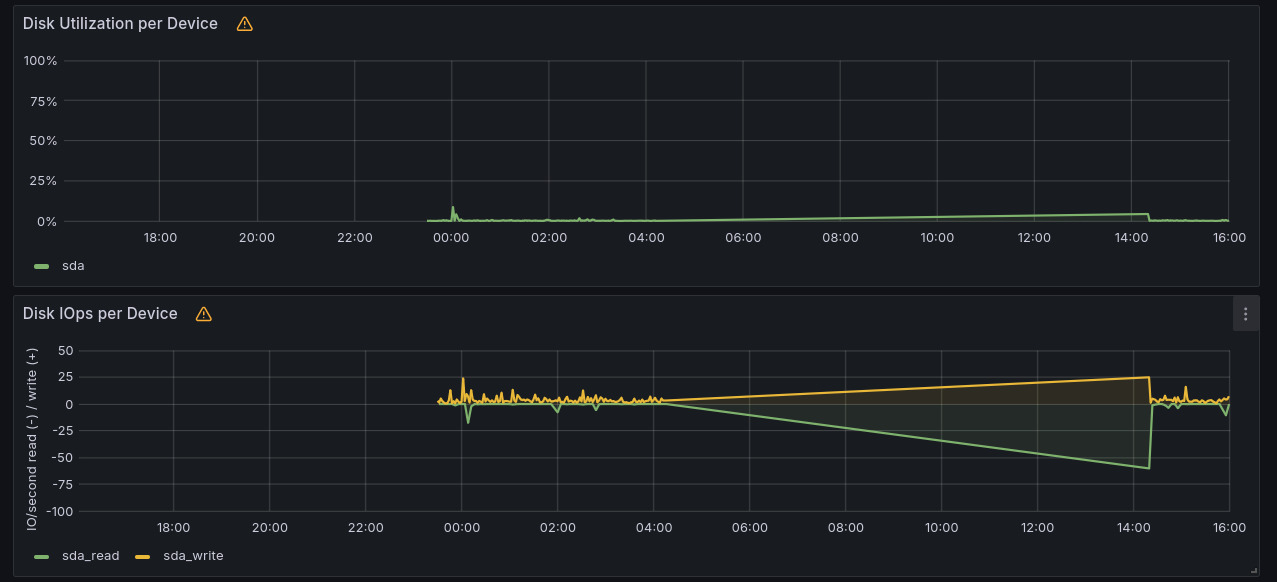 Disk Utilization per Device
100%
75%
50%
25%
0%
18:00 20:00 22:00 00:00 02:00 04:00 06:00 08:00 10:00 12:00 14:00 16:00
sda
Disk IOps per Device
IO/second read (-) / write (+)
50
25
0
-25
-50
-75
-100
18:00 20:00 22:00 00:00 02:00 04:00 06:00 08:00 10:00 12:00 14:00 16:00
sda_read sda_write